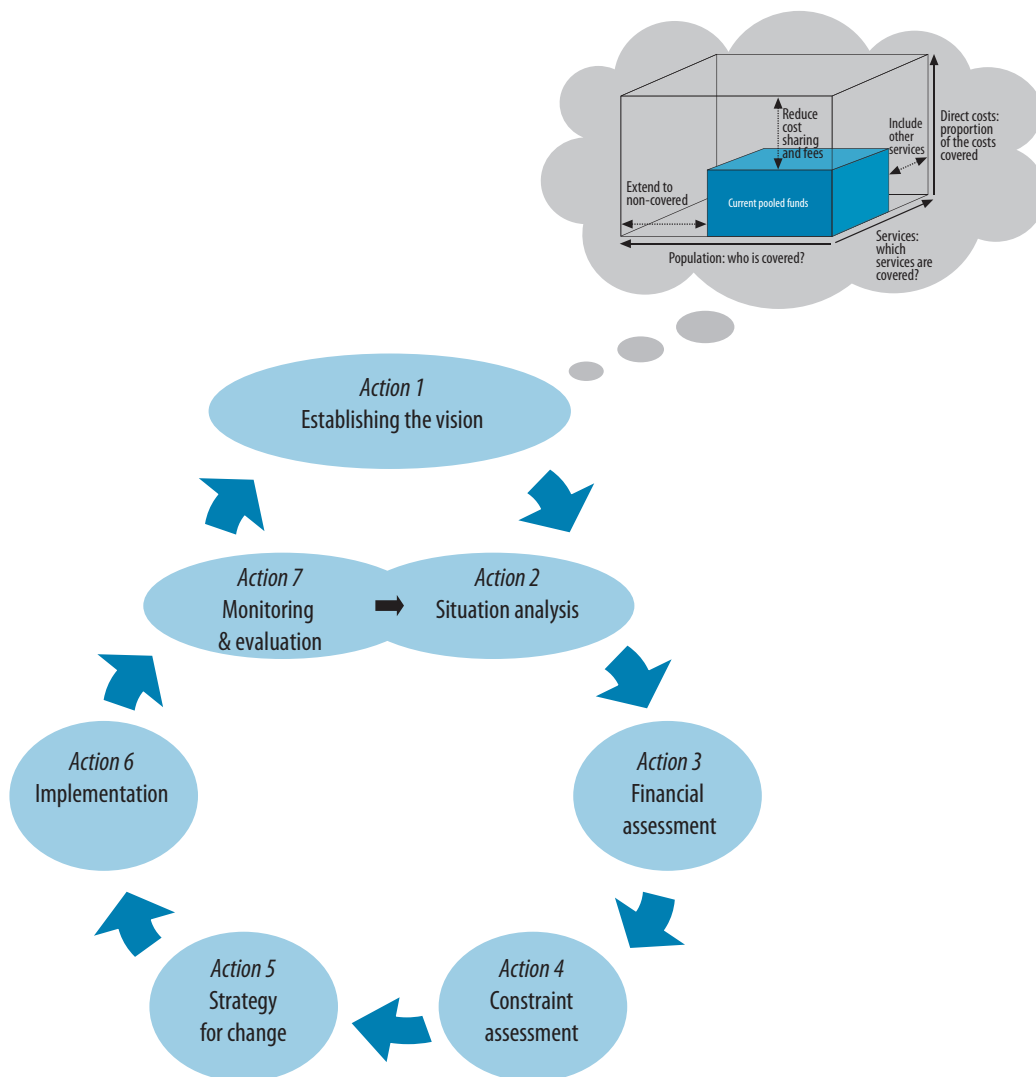 Reduce
cost
sharing
and fees
Include
other
services
Direct costs:
proportion
of the costs
covered
Extend to
non-covered
Current pooled funds
Population: who is covered?
Services:
which
services are
covered?
Action 1
Establishing the vision
Action 7
Monitoring
& evaluation
Action 2
Situation analysis
Action 6
Implementation
Action 3
Financial
assessment
Action 5
Strategy
for change
Action 4
Constraint
assessment